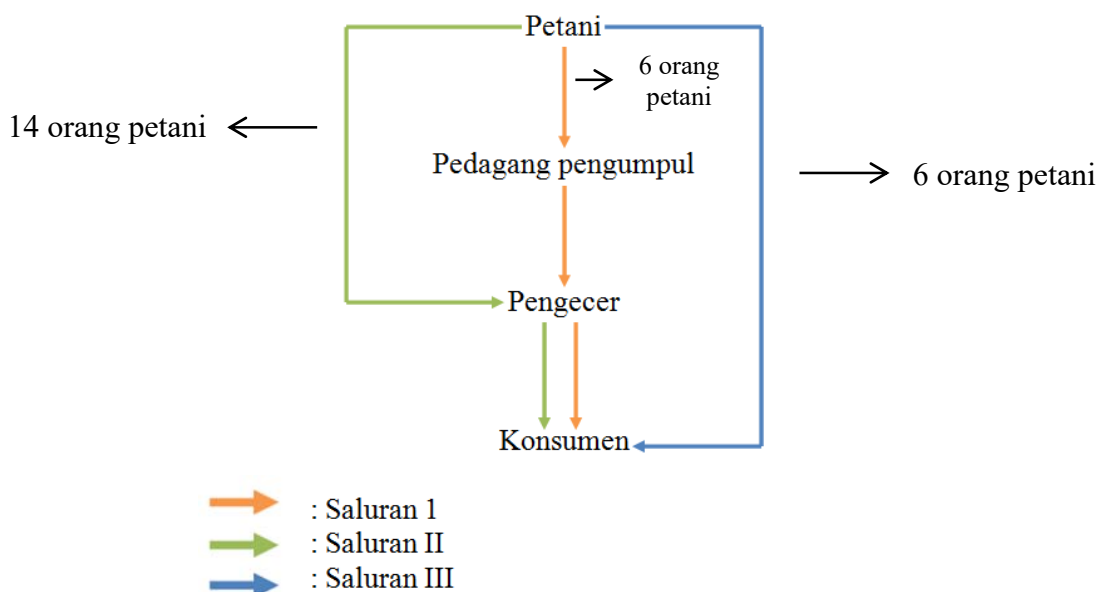 Petani
6 orang
petani
14 orang petani
Pedagang pengumpul
6 orang petani
Pengecer
Konsumen
: Saluran 1
: Saluran II
: Saluran III